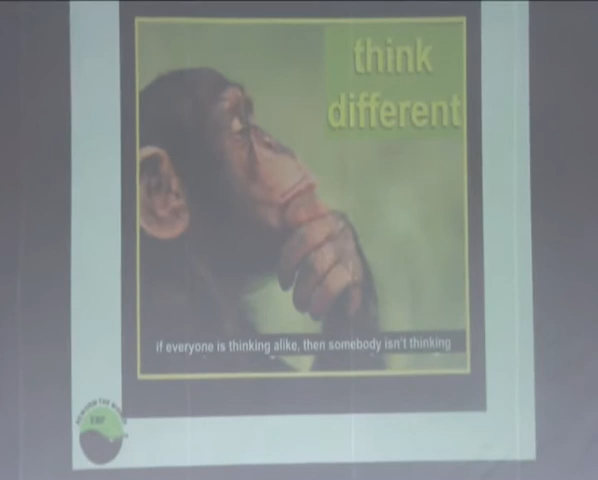 think
different
if everyone is thinking alike, then somebody isn't thinking